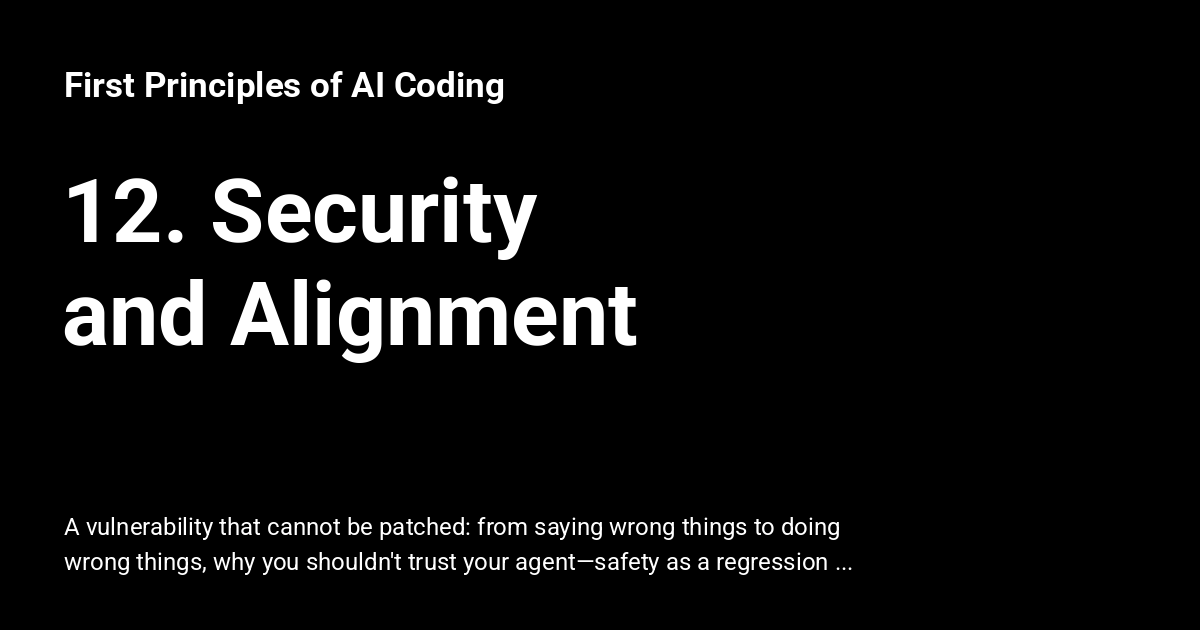 First Principles of AI Coding
12. Security
and Alignment
A vulnerability that cannot be patched: from saying wrong things to doing
wrong things, why you shouldn't trust your agent—safety as a regression ...